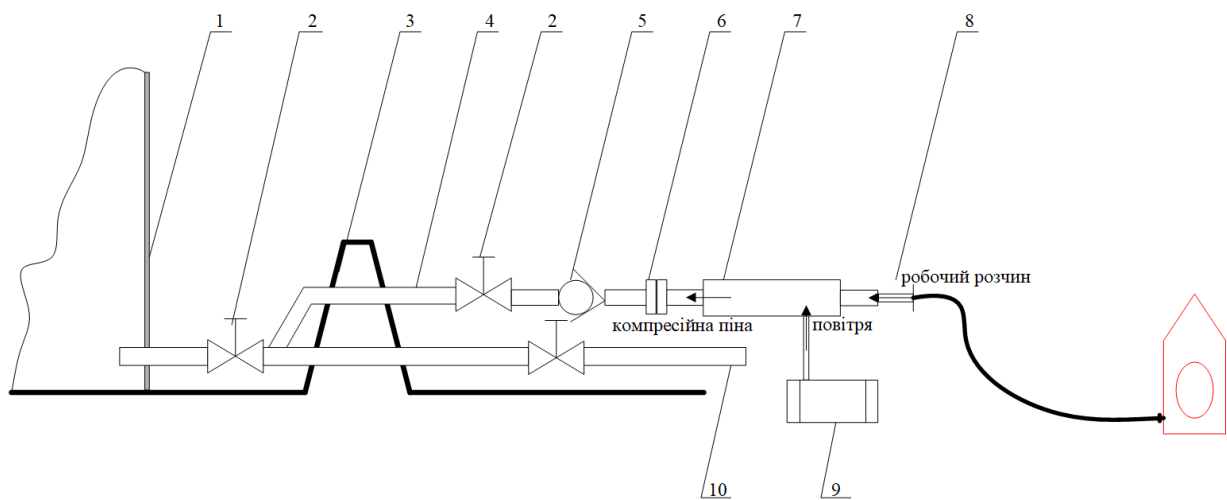 1 2 3 4 2 5 6 7 8
робочий розчин
компресійна піна повітря
10 9